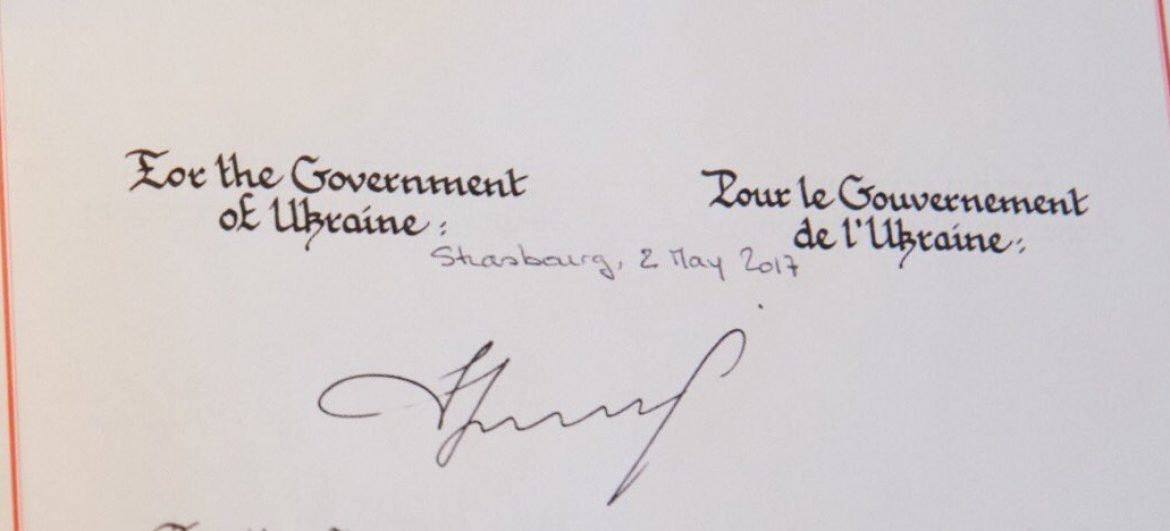 For the Government
of Ukraine :
Pour le Gouvernement
de l'Ukraine :
Strasbourg, 2 May 2017